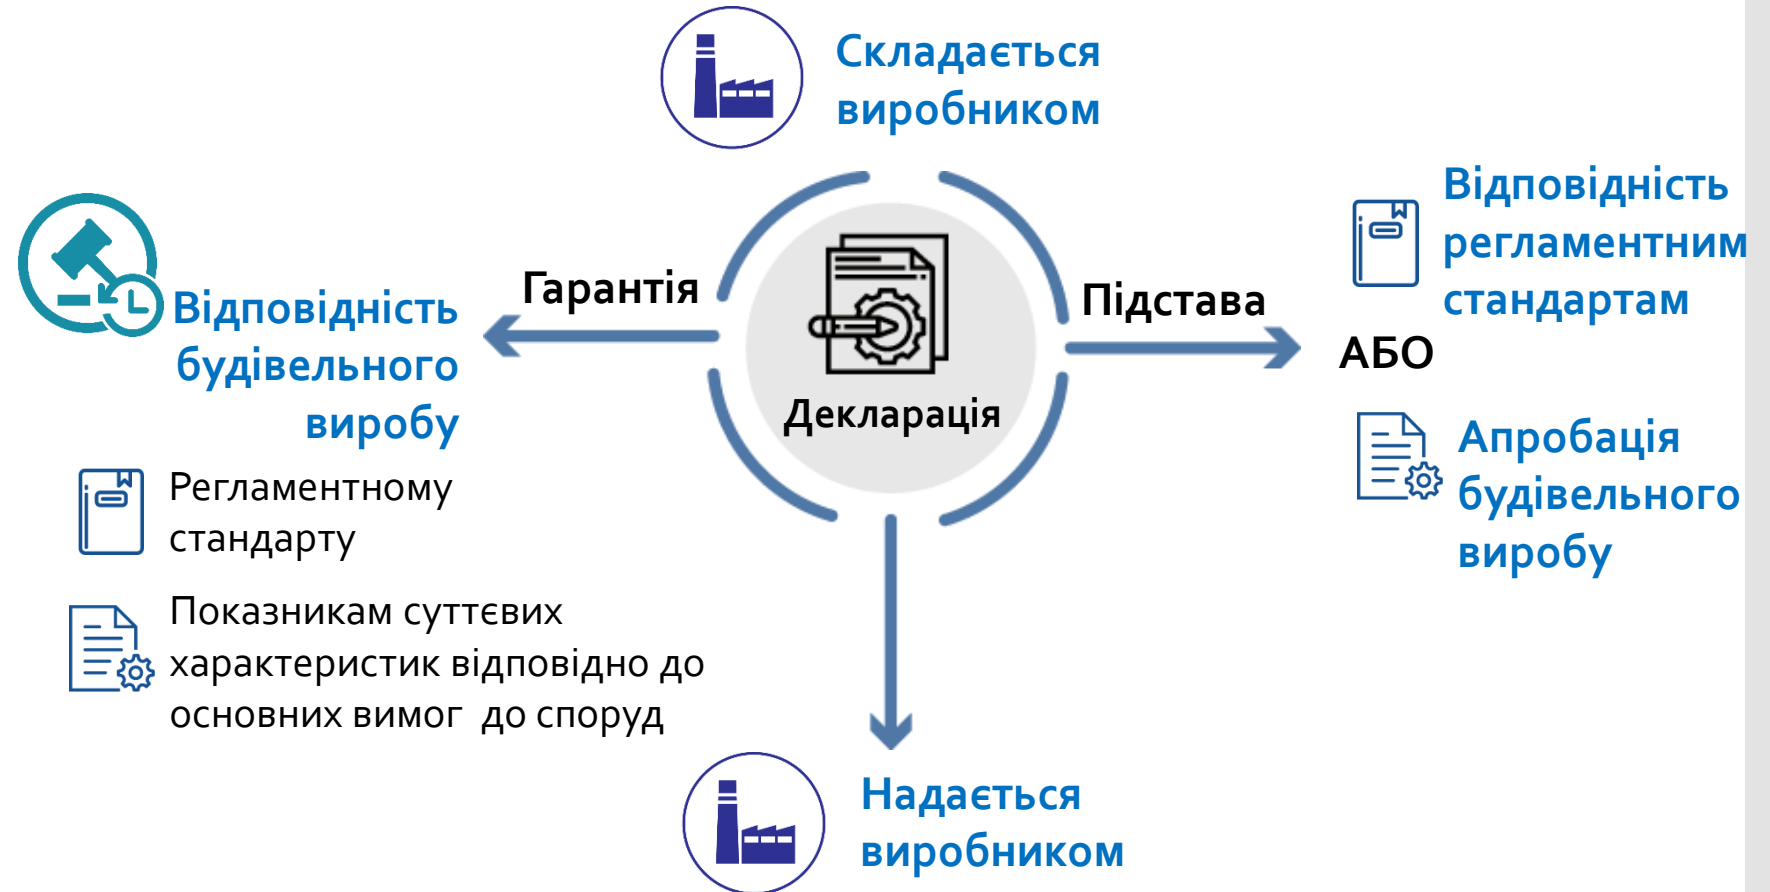 Складається
виробником
Гарантія
Відповідність
будівельного
виробу
Регламентному
стандарту
Показникам суттєвих
характеристик відповідно до
основних вимог до споруд
Декларація
Підстава
Відповідність
регламентним
стандартам
АБО
Апробація
будівельного
виробу
Надається
виробником